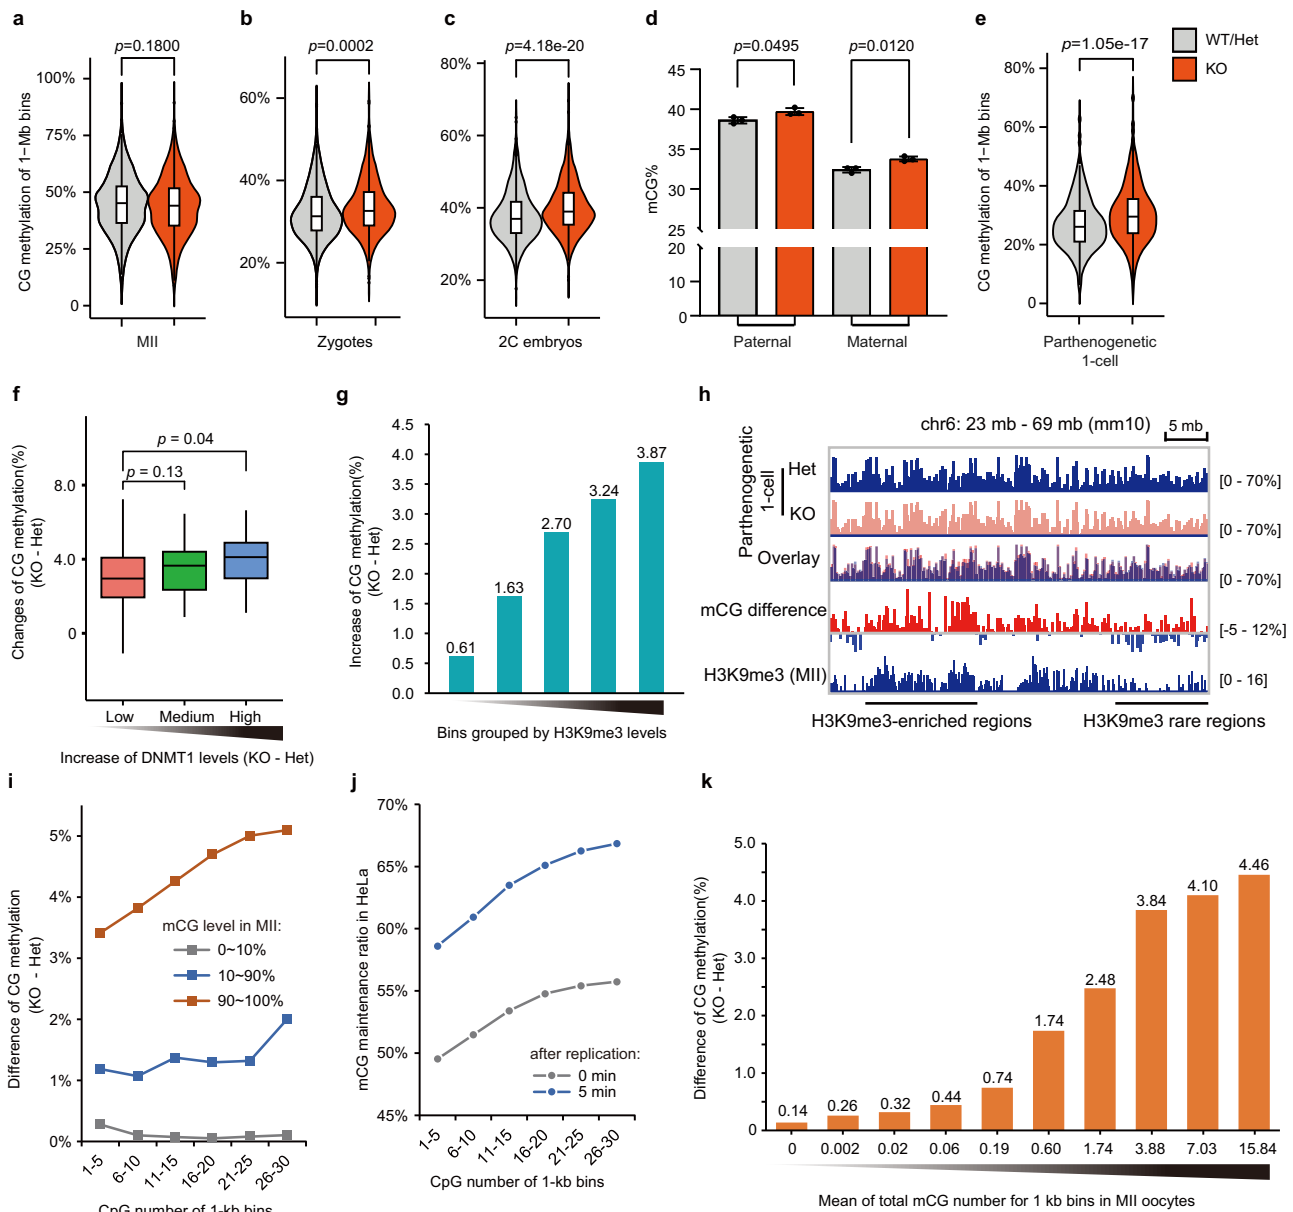 a
p=0.1800
CG methylation of 1−Mb bins
100%
75%
50%
25%
0
MII
b
p=0.0002
60%
40%
20%
Zygotes
c
p=4.18e-20
80%
60%
40%
20%
2C embryos
d
p=0.0495
p=0.0120
mCG%
45
40
35
30
25
20
10
0
Paternal
Maternal
e
p=1.05e-17
CG methylation of 1−Mb bins
80%
60%
40%
20%
0
Parthenogenetic
1-cell
WT/Het
KO
f
Changes of CG methylation(%)
(KO - Het)
p = 0.04
p = 0.13
8.0
4.0
0
Low
Medium
High
Increase of DNMT1 levels (KO - Het)
g
Increase of CG methylation(%)
(KO - Het)
4.5
4.0
3.5
3.0
2.5
2.0
1.5
1.0
0.5
0.0
0.61
1.63
2.70
3.24
3.87
Bins grouped by H3K9me3 levels
h
chr6: 23 mb - 69 mb (mm10)
5 mb
Parthenogenetic
1-cell
Het
[0 - 70%]
KO
[0 - 70%]
Overlay
[0 - 70%]
mCG difference
[-5 - 12%]
H3K9me3 (MII)
[0 - 16]
H3K9me3-enriched regions
H3K9me3 rare regions
i
Difference of CG methylation
(KO - Het)
5%
4%
3%
2%
1%
0%
mCG level in MII:
0~10%
10~90%
90~100%
1-5
6-10
11-15
16-20
21-25
26-30
CpG number of 1-kb bins
j
mCG maintenance ratio in HeLa
70%
65%
60%
55%
50%
45%
after replication:
0 min
5 min
1-5
6-10
11-15
16-20
21-25
26-30
CpG number of 1-kb bins
k
Difference of CG methylation(%)
(KO - Het)
5.0
4.0
3.0
2.0
1.0
0
0.14
0.26
0.32
0.44
0.74
1.74
2.48
3.84
4.10
4.46
0
0.002
0.02
0.06
0.19
0.60
1.74
3.88
7.03
15.84
Mean of total mCG number for 1 kb bins in MII oocytes